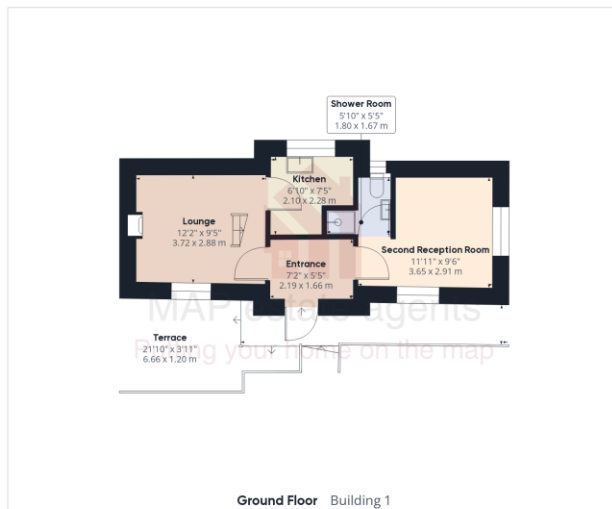 Shower Room
5'10" x 5'5"
1.80 x 1.67 m
Kitchen
6'10" x 7'5"
2.10 x 2.28 m
Lounge
12'2" x 9'5"
3.72 x 2.88 m
Second Reception Room
11'11" x 9'6"
3.65 x 2.91 m
Entrance
7'2" x 5'5"
2.19 x 1.66 m
MAP estate agents
Putting your home on the map
Terrace
21'10" x 3'11"
6.66 x 1.20 m
Ground Floor Building 1